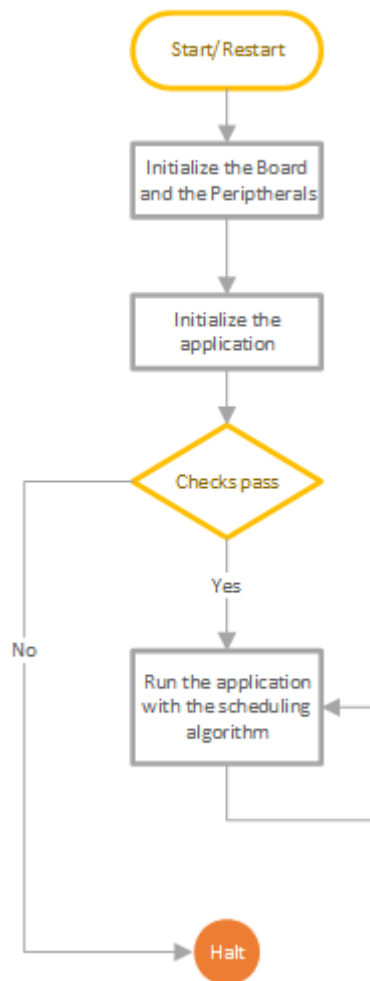 Start/Restart
Initialize the Board
and the Periptherals
Initialize the
application
Checks pass
Yes
No
Run the application
with the scheduling
algorithm
Halt